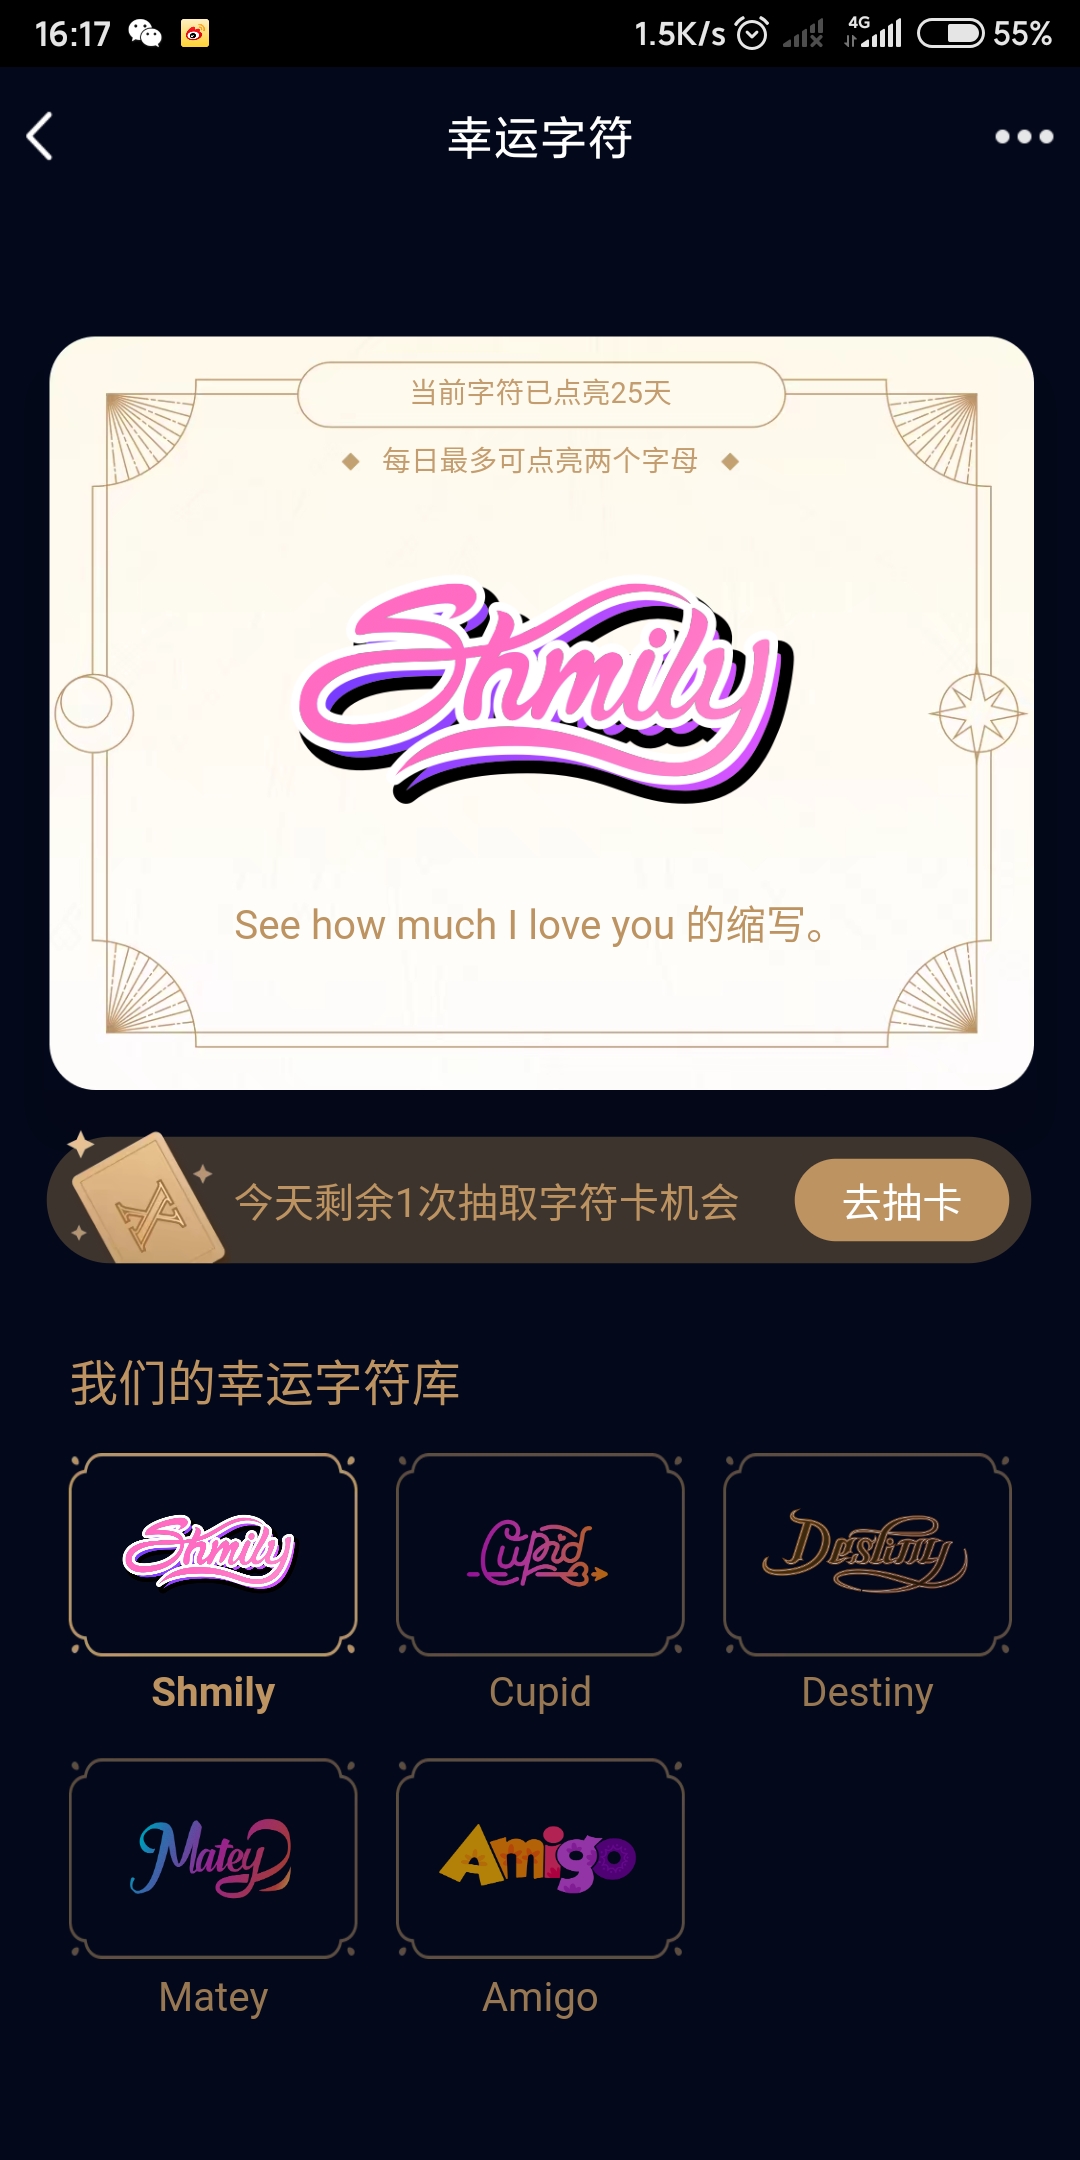 16:17
1.5K/s 4G 55%
幸运字符
当前字符已点亮25天
每日最多可点亮两个字母
Shmily
See how much I love you 的缩写。
今天剩余1次抽取字符卡机会
去抽卡
我们的幸运字符库
Shmily Cupid Destiny
Shmily Cupid Destiny
Matey Amigo
Matey Amigo